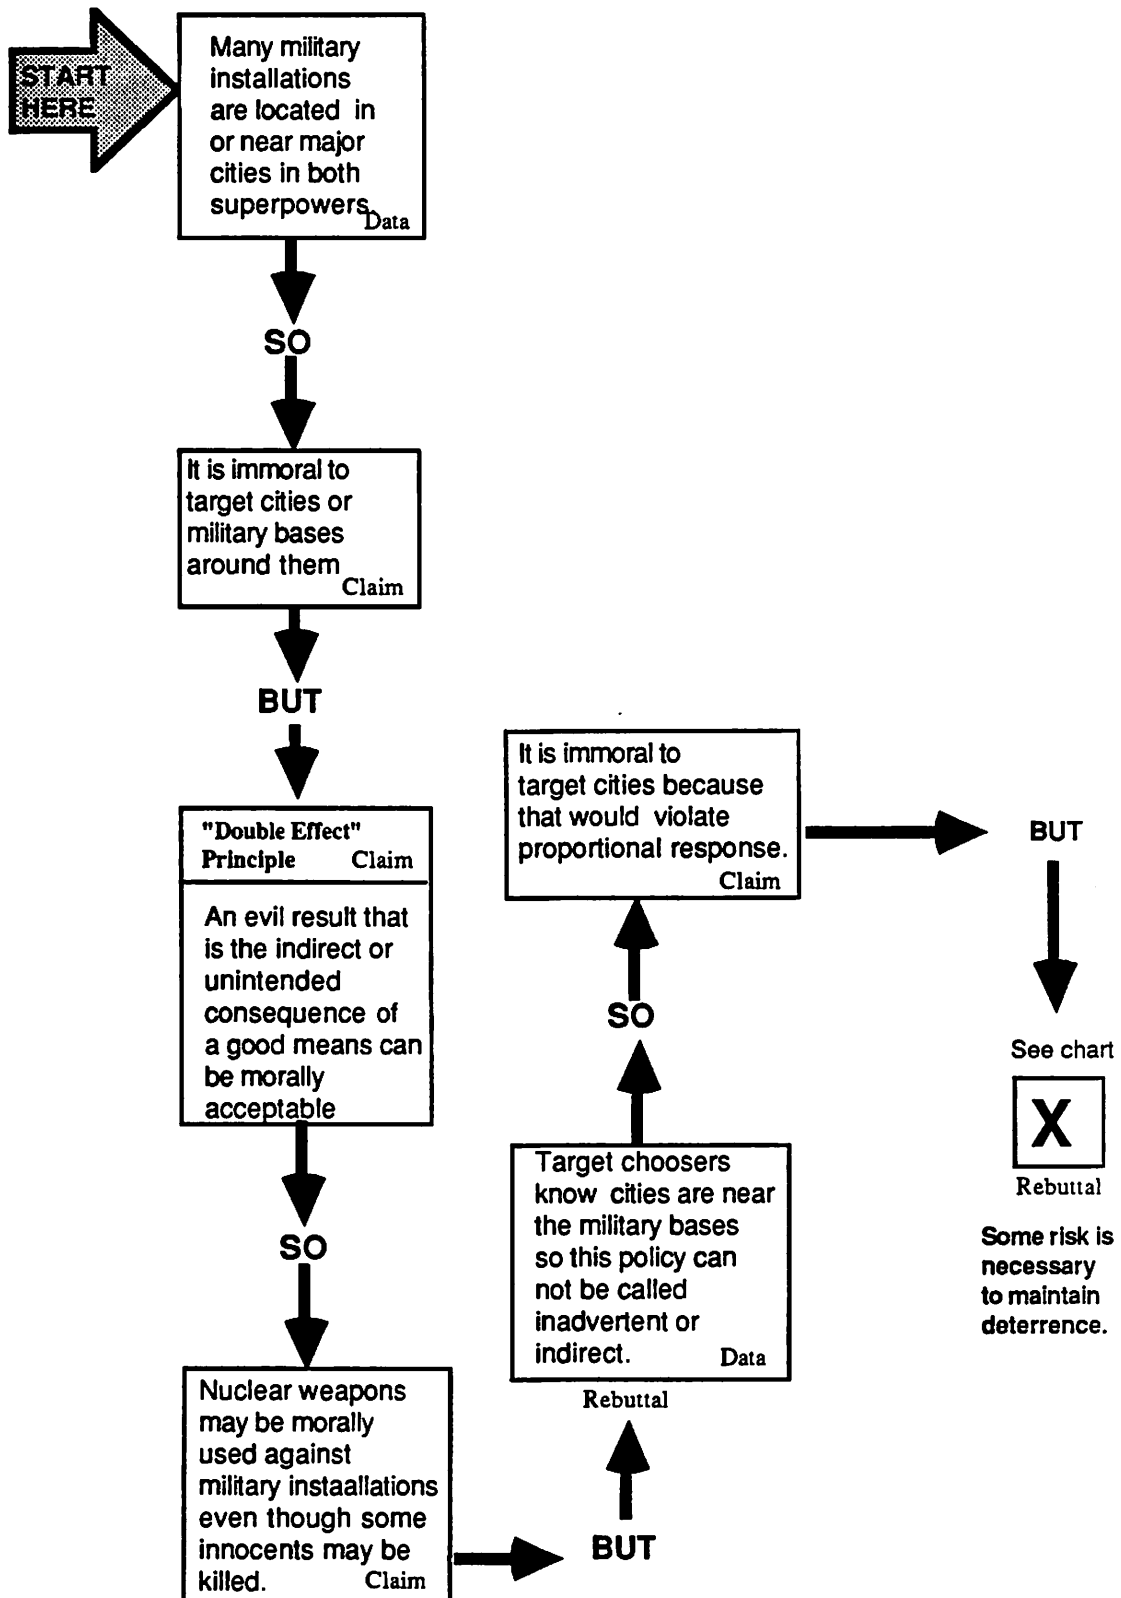 START
HERE
Many military
installations
are located in
or near major
cities in both
superpowers.
Data
SO
It is immoral to
target cities or
military bases
around them
Claim
BUT
"Double Effect"
Principle Claim
An evil result that
is the indirect or
unintended
consequence of
a good means can
be morally
acceptable
SO
Nuclear weapons
may be morally
used against
military instaallations
even though some
innocents may be
killed. Claim
BUT
Rebuttal
Target choosers
know cities are near
the military bases
so this policy can
not be called
inadvertent or
indirect. Data
SO
It is immoral to
target cities because
that would violate
proportional response.
Claim
BUT
See chart
X
Rebuttal
Some risk is
necessary
to maintain
deterrence.